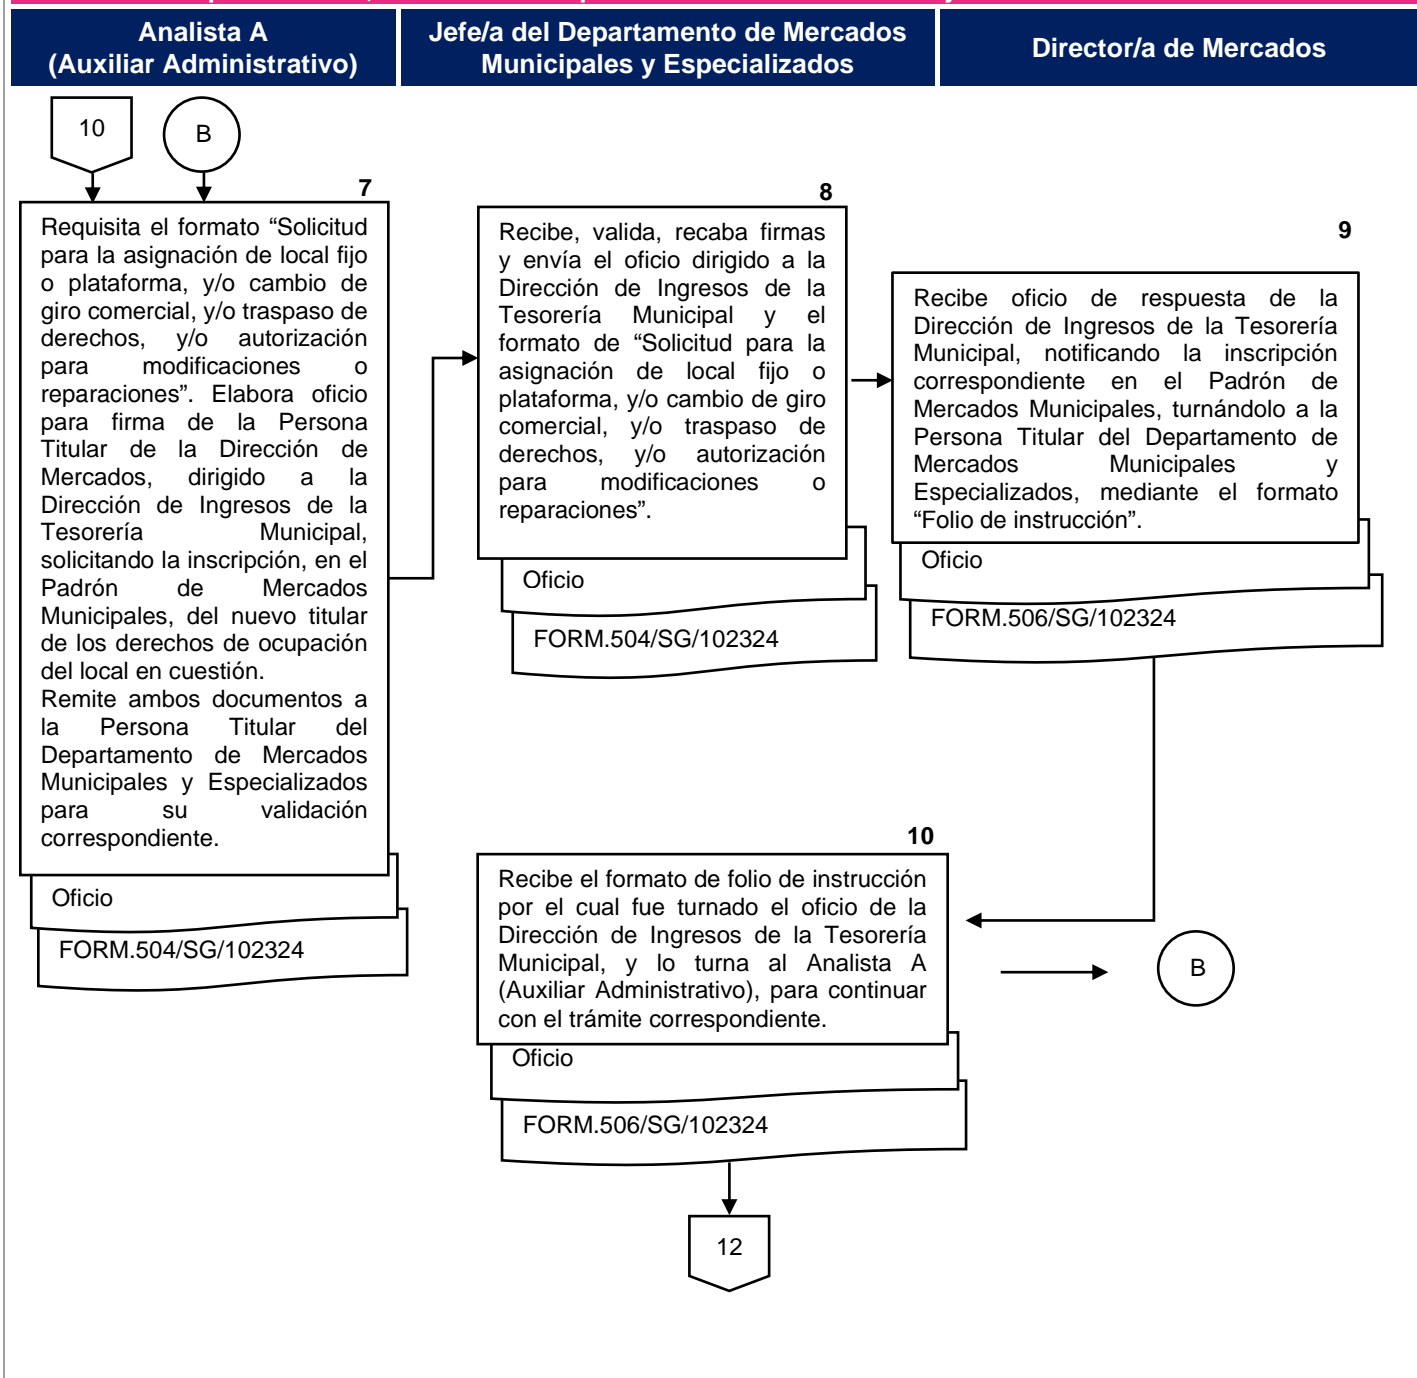 Analista A
(Auxiliar Administrativo)
Jefe/a del Departamento de Mercados
Municipales y Especializados
Director/a de Mercados
10
B
7
Requisita el formato “Solicitud
para la asignación de local fijo
o plataforma, y/o cambio de
giro comercial, y/o traspaso de
derechos, y/o autorización
para modificaciones o
reparaciones”. Elabora oficio
para firma de la Persona
Titular de la Dirección de
Mercados, dirigido a la
Dirección de Ingresos de la
Tesorería Municipal,
solicitando la inscripción, en el
Padrón de Mercados
Municipales, del nuevo titular
de los derechos de ocupación
del local en cuestión.
Remite ambos documentos a
la Persona Titular del
Departamento de Mercados
Municipales y Especializados
para su validación
correspondiente.
Oficio
FORM.504/SG/102324
8
Recibe, valida, recaba firmas
y envía el oficio dirigido a la
Dirección de Ingresos de la
Tesorería Municipal y el
formato de “Solicitud para la
asignación de local fijo o
plataforma, y/o cambio de giro
comercial, y/o traspaso de
derechos, y/o autorización
para modificaciones o
reparaciones”.
Oficio
FORM.504/SG/102324
9
Recibe oficio de respuesta de la
Dirección de Ingresos de la Tesorería
Municipal, notificando la inscripción
correspondiente en el Padrón de
Mercados Municipales, turnándolo a la
Persona Titular del Departamento de
Mercados Municipales y
Especializados, mediante el formato
“Folio de instrucción”.
Oficio
FORM.506/SG/102324
10
Recibe el formato de folio de instrucción
por el cual fue turnado el oficio de la
Dirección de Ingresos de la Tesorería
Municipal, y lo turna al Analista A
(Auxiliar Administrativo), para continuar
con el trámite correspondiente.
Oficio
FORM.506/SG/102324
B
12